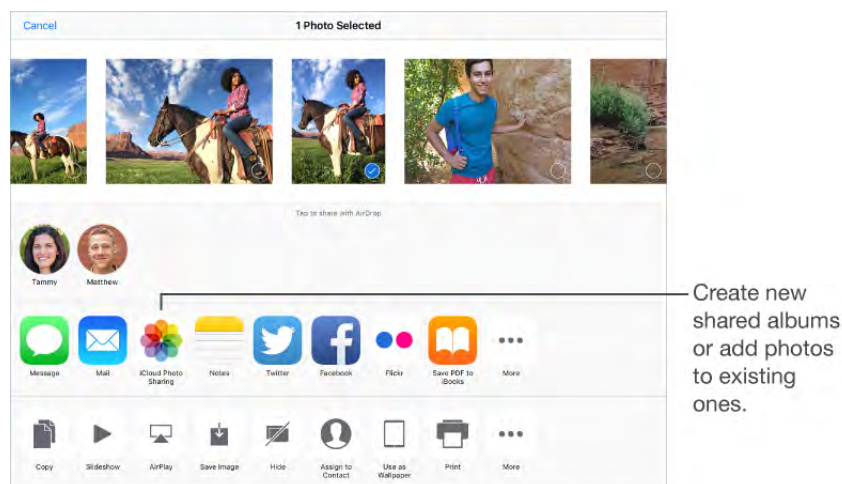 Cancel
1 Photo Selected
Tap to share with AirDrop
Tammy
Matthew
Create new
shared albums
or add photos
to existing
ones.
Message
Mail
iCloud Photo
Sharing
Notes
Twitter
Facebook
Flickr
Save PDF to
iBooks
More
Copy
Slideshow
AirPlay
Save Image
Hide
Assign to
Contact
Use as
Wallpaper
Print
More